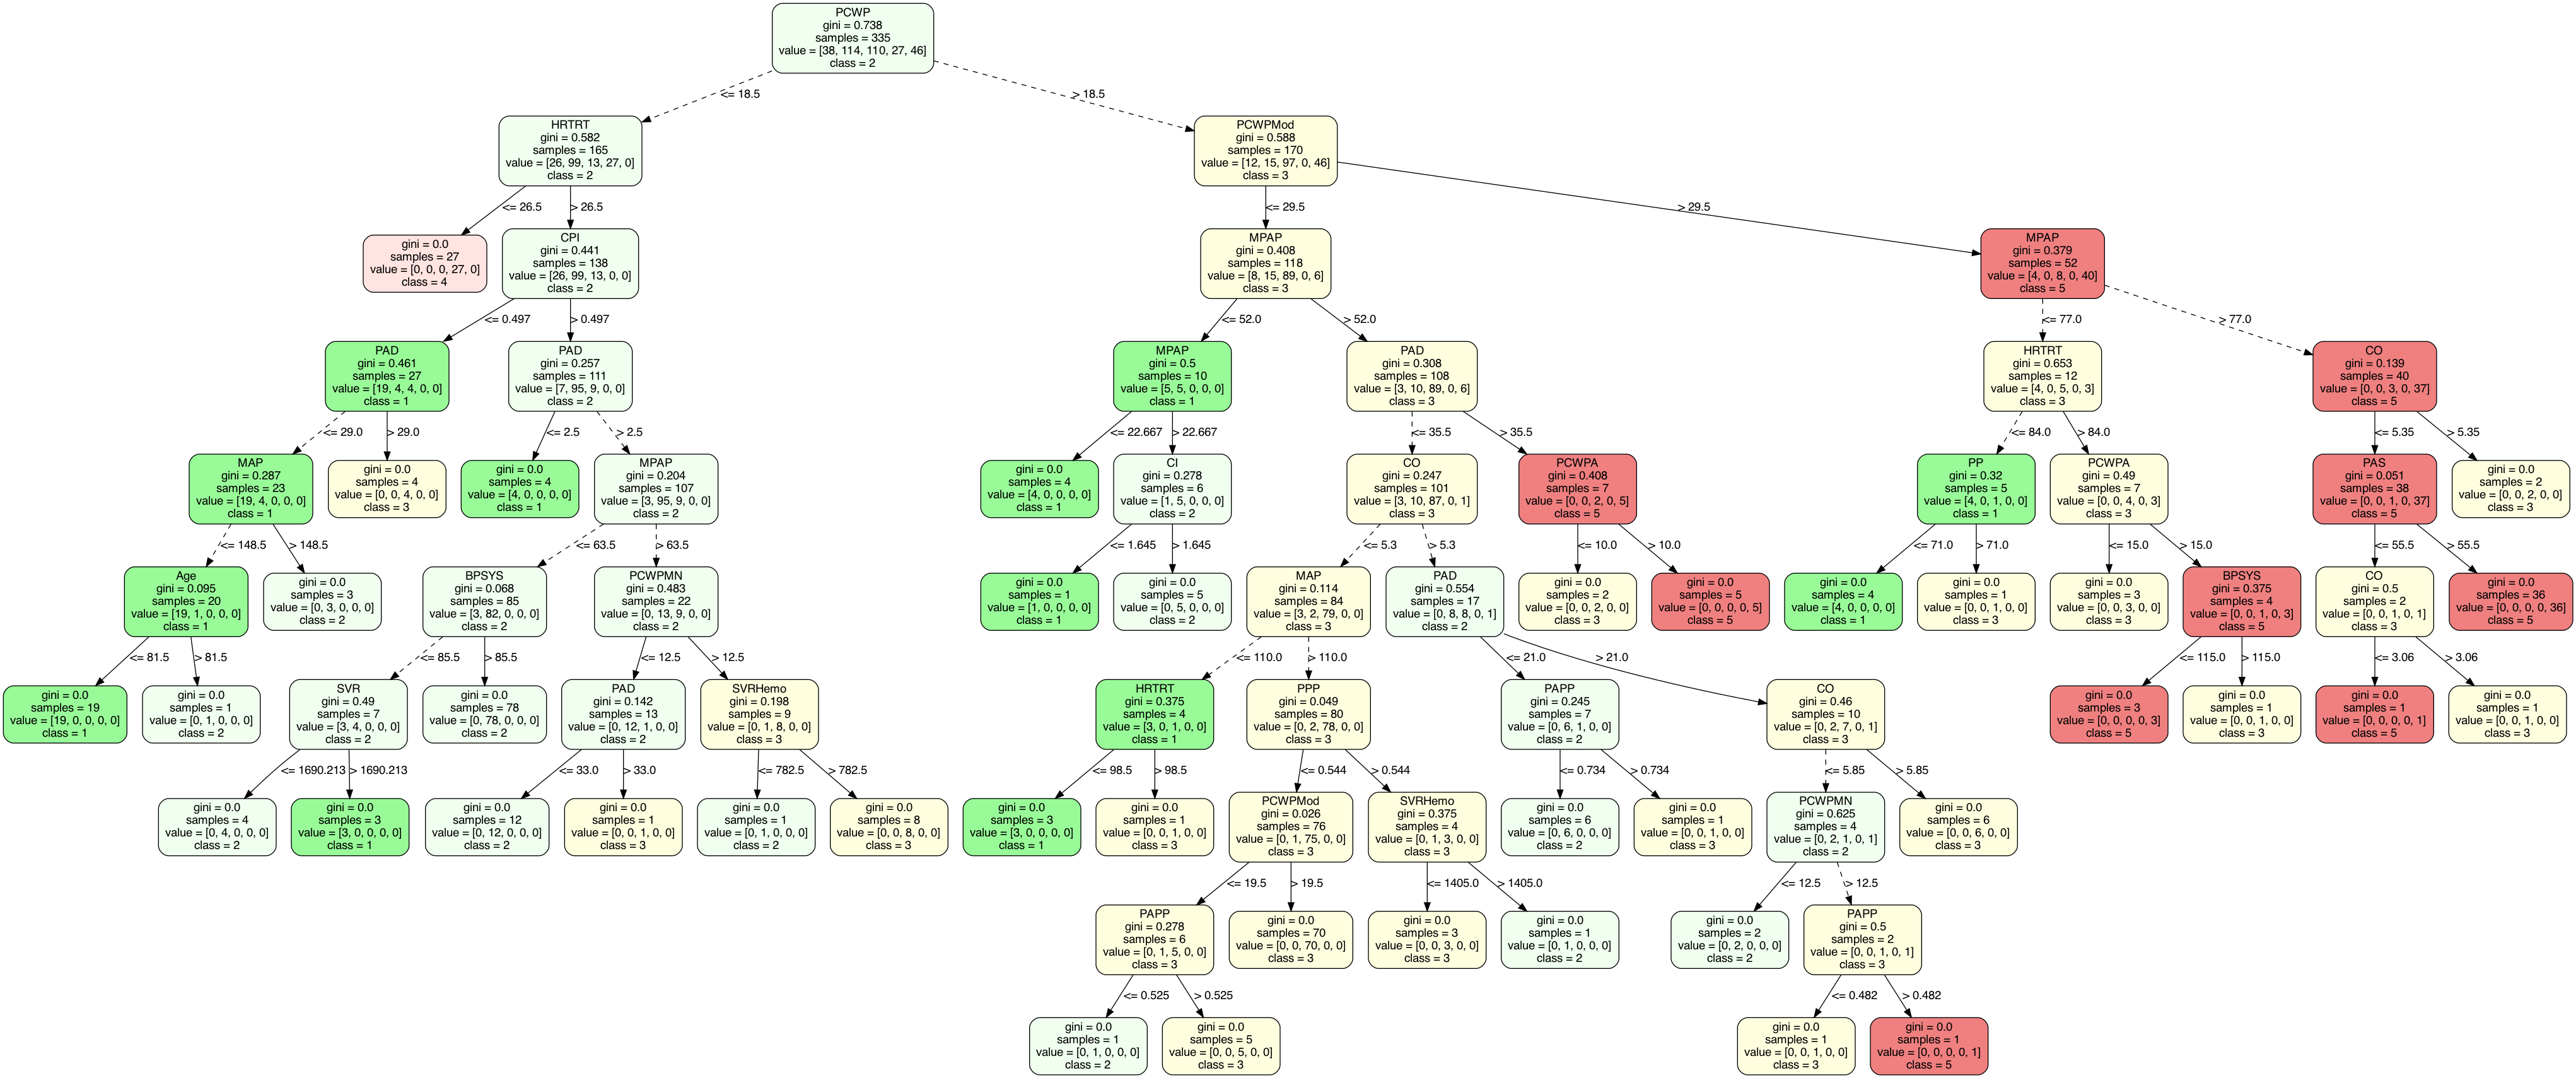 PCWP
gini = 0.738
samples = 335
value = [38, 114, 110, 27, 46]
class = 2
<= 18.5
> 18.5
HRTRT
gini = 0.582
samples = 165
value = [26, 99, 13, 27, 0]
class = 2
PCWPMod
gini = 0.588
samples = 170
value = [12, 15, 97, 0, 46]
class = 3
<= 26.5
> 26.5
<= 29.5
> 29.5
gini = 0.0
samples = 27
value = [0, 0, 0, 27, 0]
class = 4
CPI
gini = 0.441
samples = 138
value = [26, 99, 13, 0, 0]
class = 2
MPAP
gini = 0.408
samples = 118
value = [8, 15, 89, 0, 6]
class = 3
MPAP
gini = 0.379
samples = 52
value = [4, 0, 8, 0, 40]
class = 5
<= 0.497
> 0.497
<= 52.0
> 52.0
<= 77.0
> 77.0
PAD
gini = 0.461
samples = 27
value = [19, 4, 4, 0, 0]
class = 1
PAD
gini = 0.257
samples = 111
value = [7, 95, 9, 0, 0]
class = 2
MPAP
gini = 0.5
samples = 10
value = [5, 5, 0, 0, 0]
class = 1
PAD
gini = 0.308
samples = 108
value = [3, 10, 89, 0, 6]
class = 3
HRTRT
gini = 0.653
samples = 12
value = [4, 0, 5, 0, 3]
class = 3
CO
gini = 0.139
samples = 40
value = [0, 0, 3, 0, 37]
class = 5
<= 29.0
> 29.0
<= 2.5
> 2.5
<= 22.667
> 22.667
<= 35.5
> 35.5
<= 84.0
> 84.0
<= 5.35
> 5.35
MAP
gini = 0.287
samples = 23
value = [19, 4, 0, 0, 0]
class = 1
gini = 0.0
samples = 4
value = [0, 0, 4, 0, 0]
class = 3
gini = 0.0
samples = 4
value = [4, 0, 0, 0, 0]
class = 1
MPAP
gini = 0.204
samples = 107
value = [3, 95, 9, 0, 0]
class = 2
gini = 0.0
samples = 4
value = [4, 0, 0, 0, 0]
class = 1
CI
gini = 0.278
samples = 6
value = [1, 5, 0, 0, 0]
class = 2
CO
gini = 0.247
samples = 101
value = [3, 10, 87, 0, 1]
class = 3
PCWPA
gini = 0.408
samples = 7
value = [0, 0, 2, 0, 5]
class = 5
PP
gini = 0.32
samples = 5
value = [4, 0, 1, 0, 0]
class = 1
PCWPA
gini = 0.49
samples = 7
value = [0, 0, 4, 0, 3]
class = 3
PAS
gini = 0.051
samples = 38
value = [0, 0, 1, 0, 37]
class = 5
gini = 0.0
samples = 2
value = [0, 0, 2, 0, 0]
class = 3
<= 148.5
> 148.5
<= 63.5
> 63.5
<= 1.645
> 1.645
<= 5.3
> 5.3
<= 10.0
> 10.0
<= 71.0
> 71.0
<= 15.0
> 15.0
<= 55.5
> 55.5
Age
gini = 0.095
samples = 20
value = [19, 1, 0, 0, 0]
class = 1
gini = 0.0
samples = 3
value = [0, 3, 0, 0, 0]
class = 2
BPSYS
gini = 0.068
samples = 85
value = [3, 82, 0, 0, 0]
class = 2
PCWPMN
gini = 0.483
samples = 22
value = [0, 13, 9, 0, 0]
class = 2
gini = 0.0
samples = 1
value = [1, 0, 0, 0, 0]
class = 1
gini = 0.0
samples = 5
value = [0, 5, 0, 0, 0]
class = 2
MAP
gini = 0.114
samples = 84
value = [3, 2, 79, 0, 0]
class = 3
PAD
gini = 0.554
samples = 17
value = [0, 8, 8, 0, 1]
class = 2
gini = 0.0
samples = 2
value = [0, 0, 2, 0, 0]
class = 3
gini = 0.0
samples = 5
value = [0, 0, 0, 0, 5]
class = 5
gini = 0.0
samples = 4
value = [4, 0, 0, 0, 0]
class = 1
gini = 0.0
samples = 1
value = [0, 0, 1, 0, 0]
class = 3
gini = 0.0
samples = 3
value = [0, 0, 3, 0, 0]
class = 3
BPSYS
gini = 0.375
samples = 4
value = [0, 0, 1, 0, 3]
class = 5
CO
gini = 0.5
samples = 2
value = [0, 0, 1, 0, 1]
class = 3
gini = 0.0
samples = 36
value = [0, 0, 0, 0, 36]
class = 5
<= 81.5
> 81.5
<= 85.5
> 85.5
<= 12.5
> 12.5
<= 110.0
> 110.0
<= 21.0
> 21.0
<= 115.0
> 115.0
<= 3.06
> 3.06
gini = 0.0
samples = 19
value = [19, 0, 0, 0, 0]
class = 1
gini = 0.0
samples = 1
value = [0, 1, 0, 0, 0]
class = 2
SVR
gini = 0.49
samples = 7
value = [3, 4, 0, 0, 0]
class = 2
gini = 0.0
samples = 78
value = [0, 78, 0, 0, 0]
class = 2
PAD
gini = 0.142
samples = 13
value = [0, 12, 1, 0, 0]
class = 2
SVRHemo
gini = 0.198
samples = 9
value = [0, 1, 8, 0, 0]
class = 3
HRTRT
gini = 0.375
samples = 4
value = [3, 0, 1, 0, 0]
class = 1
PPP
gini = 0.049
samples = 80
value = [0, 2, 78, 0, 0]
class = 3
PAPP
gini = 0.245
samples = 7
value = [0, 6, 1, 0, 0]
class = 2
CO
gini = 0.46
samples = 10
value = [0, 2, 7, 0, 1]
class = 3
gini = 0.0
samples = 3
value = [0, 0, 0, 0, 3]
class = 5
gini = 0.0
samples = 1
value = [0, 0, 1, 0, 0]
class = 3
gini = 0.0
samples = 1
value = [0, 0, 0, 0, 1]
class = 5
gini = 0.0
samples = 1
value = [0, 0, 1, 0, 0]
class = 3
<= 1690.213
> 1690.213
<= 33.0
> 33.0
<= 782.5
> 782.5
<= 98.5
> 98.5
<= 0.544
> 0.544
<= 0.734
> 0.734
<= 5.85
> 5.85
gini = 0.0
samples = 4
value = [0, 4, 0, 0, 0]
class = 2
gini = 0.0
samples = 3
value = [3, 0, 0, 0, 0]
class = 1
gini = 0.0
samples = 12
value = [0, 12, 0, 0, 0]
class = 2
gini = 0.0
samples = 1
value = [0, 0, 1, 0, 0]
class = 3
gini = 0.0
samples = 1
value = [0, 1, 0, 0, 0]
class = 2
gini = 0.0
samples = 8
value = [0, 0, 8, 0, 0]
class = 3
gini = 0.0
samples = 3
value = [3, 0, 0, 0, 0]
class = 1
gini = 0.0
samples = 1
value = [0, 0, 1, 0, 0]
class = 3
PCWPMod
gini = 0.026
samples = 76
value = [0, 1, 75, 0, 0]
class = 3
SVRHemo
gini = 0.375
samples = 4
value = [0, 1, 3, 0, 0]
class = 3
gini = 0.0
samples = 6
value = [0, 6, 0, 0, 0]
class = 2
gini = 0.0
samples = 1
value = [0, 0, 1, 0, 0]
class = 3
PCWPMN
gini = 0.625
samples = 4
value = [0, 2, 1, 0, 1]
class = 2
gini = 0.0
samples = 6
value = [0, 0, 6, 0, 0]
class = 3
<= 19.5
> 19.5
<= 1405.0
> 1405.0
<= 12.5
> 12.5
PAPP
gini = 0.278
samples = 6
value = [0, 1, 5, 0, 0]
class = 3
gini = 0.0
samples = 70
value = [0, 0, 70, 0, 0]
class = 3
gini = 0.0
samples = 3
value = [0, 0, 3, 0, 0]
class = 3
gini = 0.0
samples = 1
value = [0, 1, 0, 0, 0]
class = 2
gini = 0.0
samples = 2
value = [0, 2, 0, 0, 0]
class = 2
PAPP
gini = 0.5
samples = 2
value = [0, 0, 1, 0, 1]
class = 3
<= 0.525
> 0.525
<= 0.482
> 0.482
gini = 0.0
samples = 1
value = [0, 1, 0, 0, 0]
class = 2
gini = 0.0
samples = 5
value = [0, 0, 5, 0, 0]
class = 3
gini = 0.0
samples = 1
value = [0, 0, 1, 0, 0]
class = 3
gini = 0.0
samples = 1
value = [0, 0, 0, 0, 1]
class = 5